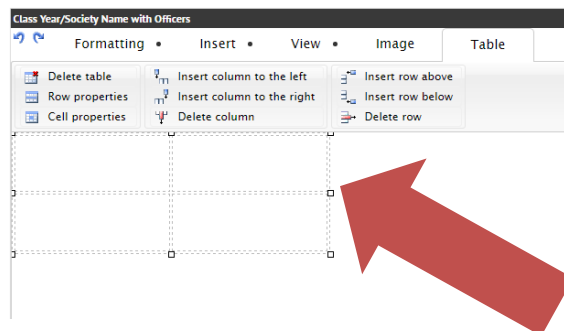 Class Year/Society Name with Officers
Formatting • Insert • View • Image Table
Delete table Insert column to the left Insert row above
Row properties Insert column to the right Insert row below
Cell properties Delete column Delete row